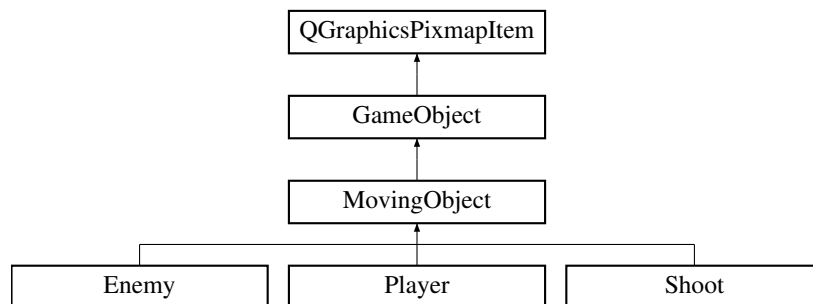 QGraphicsPixmapItem
GameObject
MovingObject
Enemy
Player
Shoot